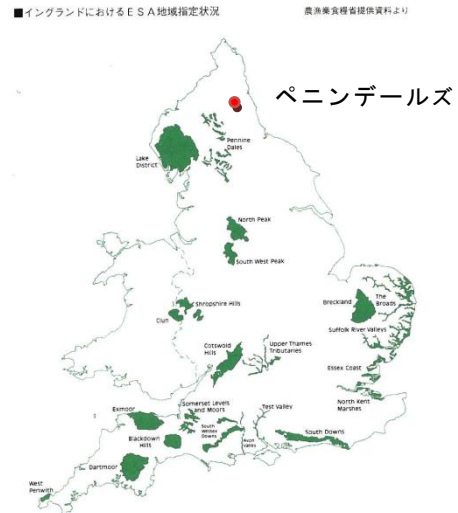 ■イングランドにおけるESA地域指定状況
農漁業食糧省提供資料より
ペニンデールズ
Pennine
Dales
Lake
District
North Peak
South West Peak
Shropshire Hills
Clun
Breckland
The
Broads
Suffolk River Valleys
Cotswold
Hills
Upper Thames
Tributaries
Essex Coast
North Kent
Marshes
Exmoor
Somerset Levels
and Moors
Test Valley
South Downs
Blackdown
Hills
South
Wessex
Downs
Avon
Valley
Dartmoor
West
Penwith